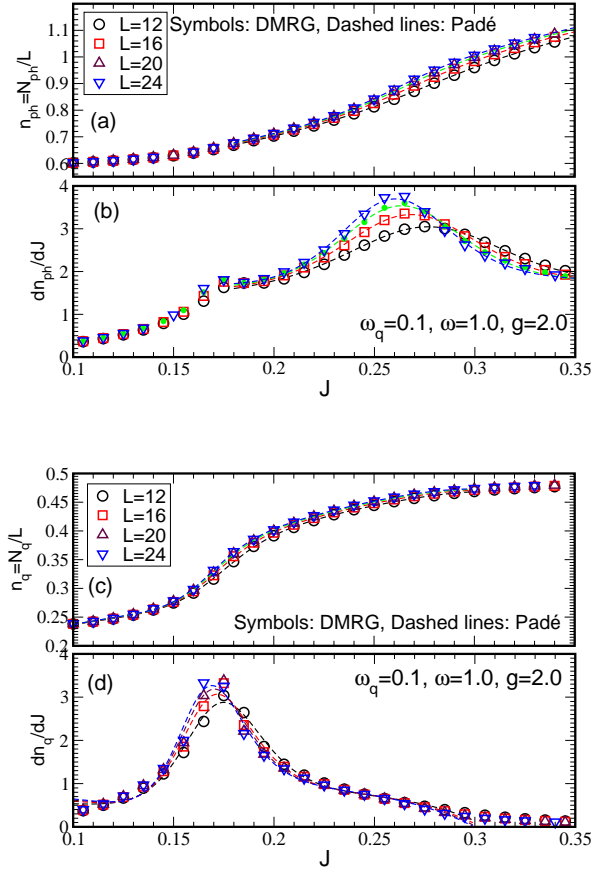 L=12
L=16
L=20
L=24
Symbols: DMRG, Dashed lines: Padé
(a)
n_ph=N_ph/L
1.1
1
0.9
0.8
0.7
0.6
(b)
dn_ph/dJ
4
3
2
1
0
ω_q=0.1, ω=1.0, g=2.0
0.1 0.15 0.2 0.25 0.3 0.35
J
L=12
L=16
L=20
L=24
(c)
n_q=N_q/L
0.5
0.45
0.4
0.35
0.3
0.25
0.2
Symbols: DMRG, Dashed lines: Padé
(d)
dn_q/dJ
4
3
2
1
0
ω_q=0.1, ω=1.0, g=2.0
0.1 0.15 0.2 0.25 0.3 0.35
J